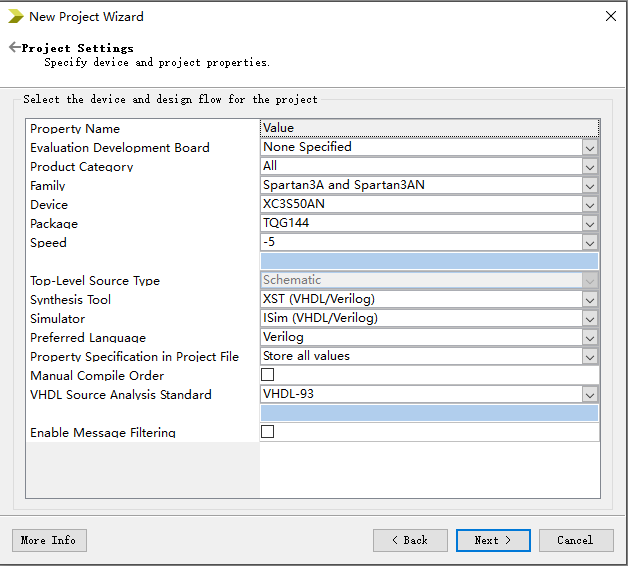 New Project Wizard
Project Settings
Specify device and project properties.
Select the device and design flow for the project
Property Name Value
Evaluation Development Board None Specified
Product Category All
Family Spartan3A and Spartan3AN
Device XC3S50AN
Package TQG144
Speed -5
Top-Level Source Type Schematic
Synthesis Tool XST (VHDL/Verilog)
Simulator ISim (VHDL/Verilog)
Preferred Language Verilog
Property Specification in Project File Store all values
Manual Compile Order
VHDL Source Analysis Standard VHDL-93
Enable Message Filtering
More Info < Back Next > Cancel